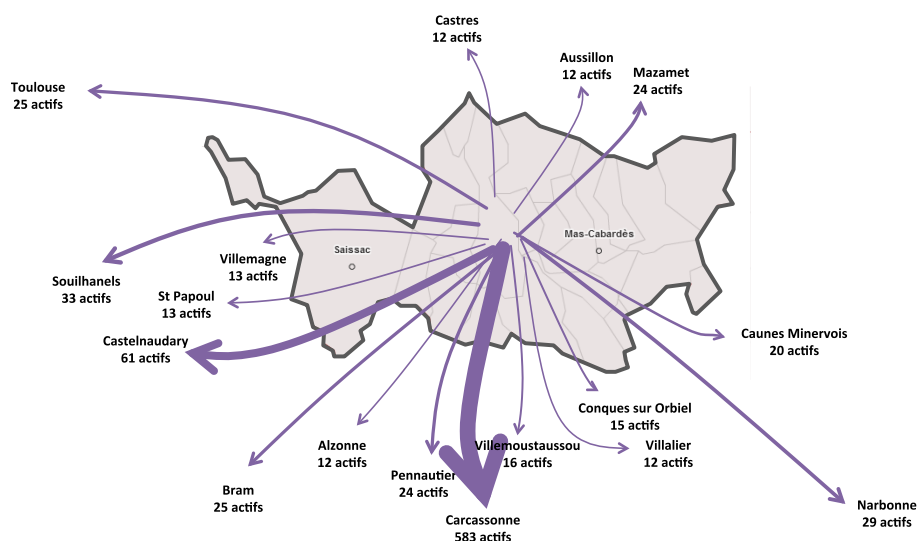 Castres
12 actifs
Aussillon
12 actifs
Mazamet
24 actifs
Toulouse
25 actifs
Mas-Cabardès
Saissac
Villemagne
13 actifs
Souilhanels
33 actifs
St Papoul
13 actifs
Castelnaudary
61 actifs
Caunes Minervois
20 actifs
Conques sur Orbiel
15 actifs
Alzonne
12 actifs
Villemoustaussou
16 actifs
Villalier
12 actifs
Pennautier
24 actifs
Bram
25 actifs
Narbonne
29 actifs
Carcassonne
583 actifs